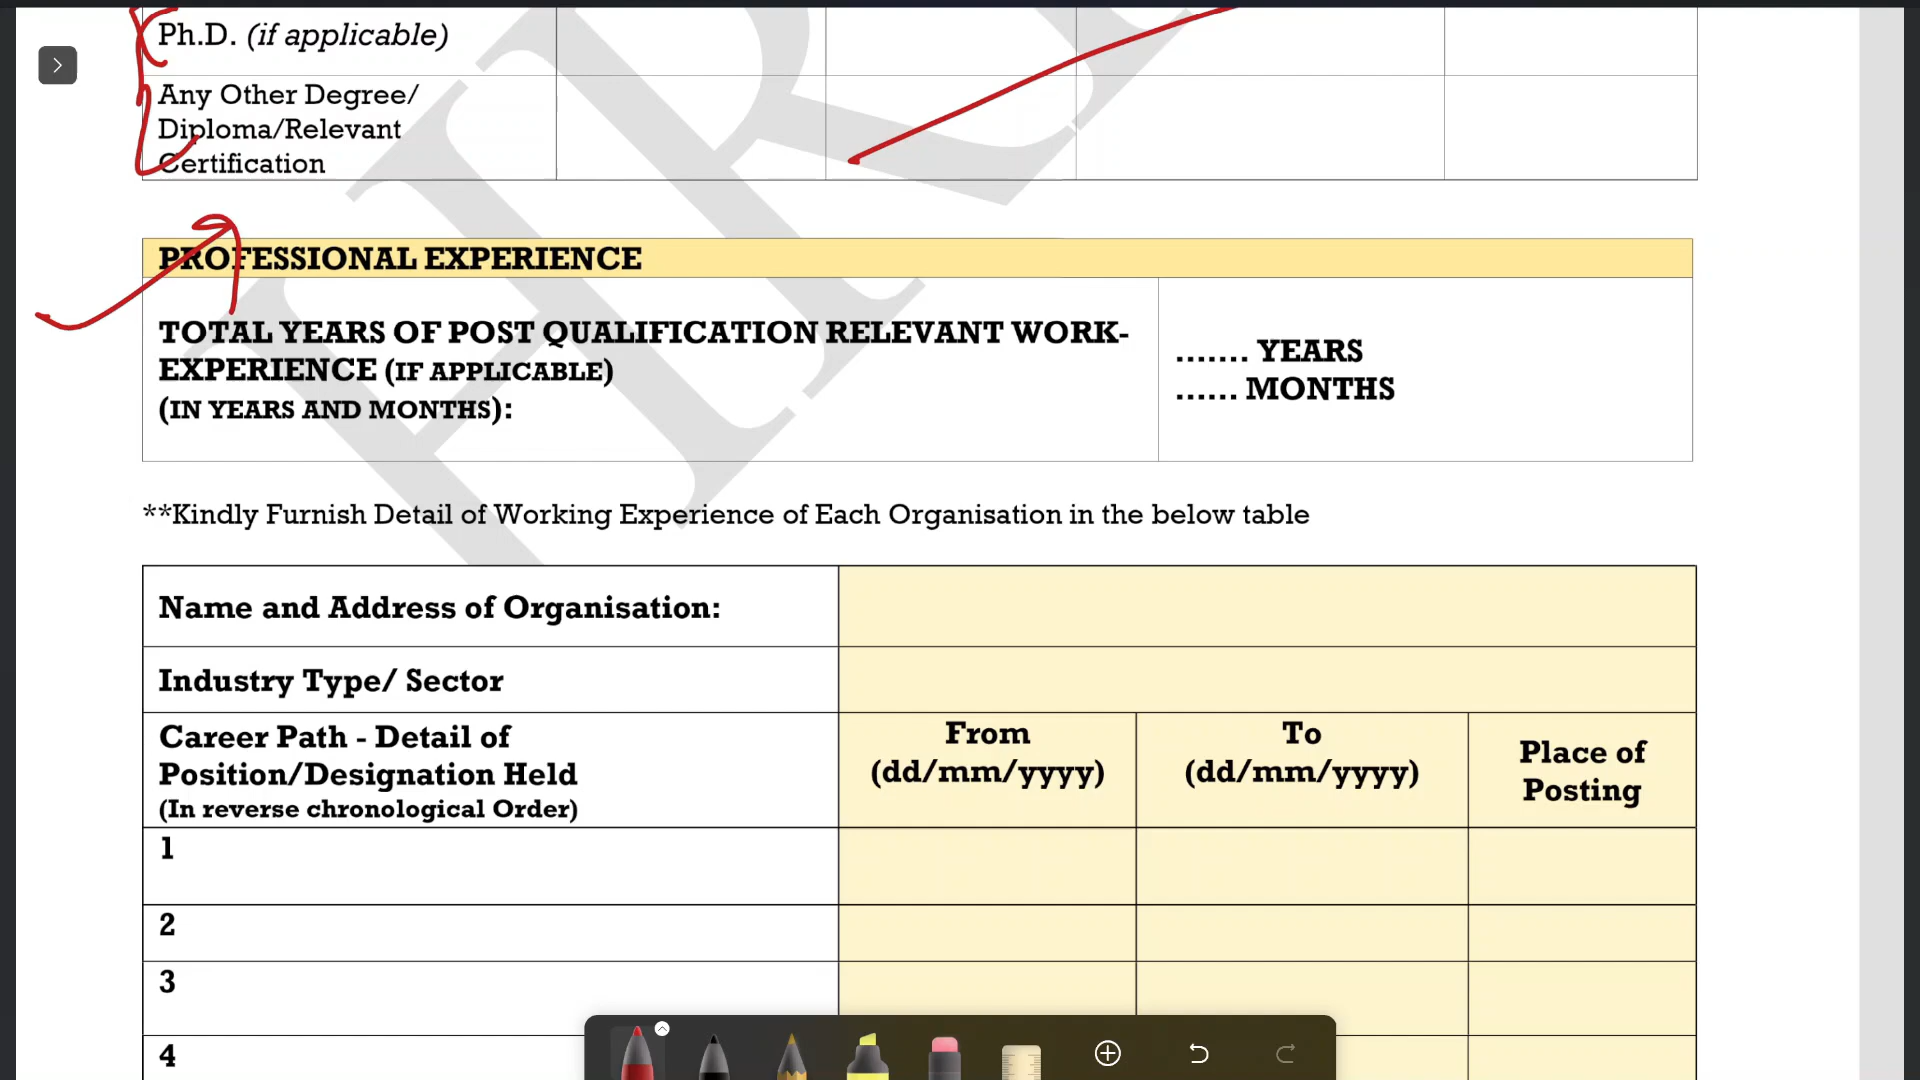 Ph.D. (if applicable)
Any Other Degree/
Diploma/Relevant
Certification
PROFESSIONAL EXPERIENCE
TOTAL YEARS OF POST QUALIFICATION RELEVANT WORK-
EXPERIENCE (IF APPLICABLE)
(IN YEARS AND MONTHS):
....... YEARS
...... MONTHS
**Kindly Furnish Detail of Working Experience of Each Organisation in the below table
Name and Address of Organisation:
Industry Type/ Sector
Career Path - Detail of
Position/Designation Held
(In reverse chronological Order)
From
(dd/mm/yyyy)
To
(dd/mm/yyyy)
Place of
Posting
1
2
3
4